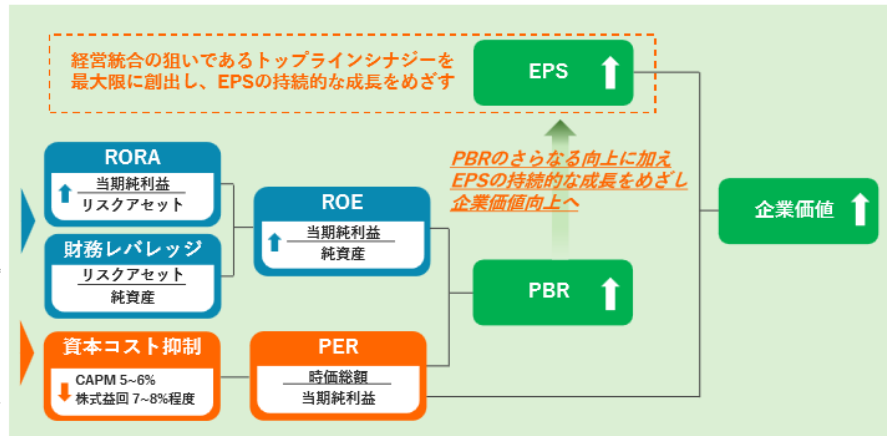 経営統合の狙いであるトップラインシナジーを
最大限に創出し、EPSの持続的な成長をめざす
EPS
PBRのさらなる向上に加え
EPSの持続的な成長をめざし
企業価値向上へ
RORA
当期純利益
リスクアセット
財務レバレッジ
リスクアセット
純資産
ROE
当期純利益
純資産
企業価値
PBR
資本コスト抑制
CAPM 5~6%
株式益回 7~8%程度
PER
時価総額
当期純利益